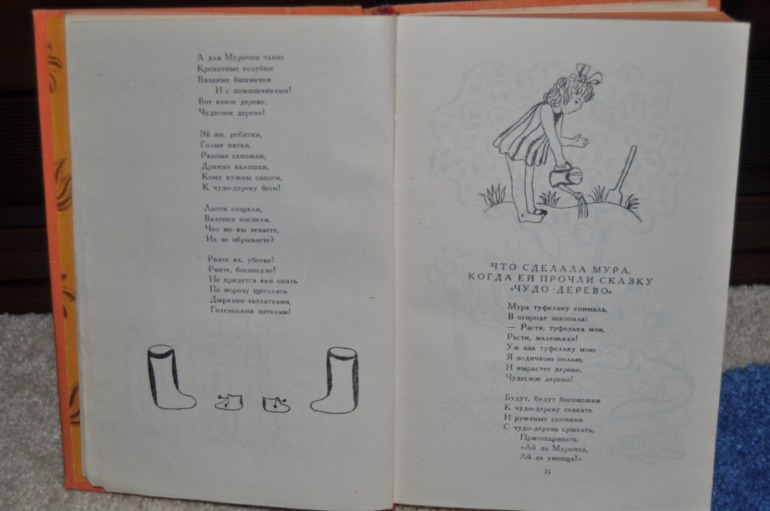 А для Мурочки такие
Крохотные голубые
Вязаные башмачки
И с помпончиками!
Вот какое дерево,
Чудесное дерево!
Эй вы, ребятки,
Голые пятки,
Рваные сапожки,
Драные калошки,
Кому нужны сапоги,
К чудо-дереву беги!
Лапти созрели,
Валенки поспели,
Что же вы зеваете,
Их не обрываете?
Рвите их, убогие!
Рвите, босоногие!
Не придется вам опять
По морозу щеголять
Дырками-заплатками,
Голенькими пятками!
ЧТО СДЕЛАЛА МУРА,
КОГДА ЕЙ ПРОЧЛИ СКАЗКУ
«ЧУДО-ДЕРЕВО»
Мура туфельку снимала,
В огороде закопала:
— Расти, туфелька моя,
Расти, маленькая!
Уж как туфельку мою
Я водичкою полью,
И вырастет дерево,
Чудесное дерево!
Будут, будут босоножки
К чудо-дереву скакать
И румяные сапожки
С чудо-дерева срывать,
Приговаривать:
«Ай да Мурочка,
Ай да умница!»